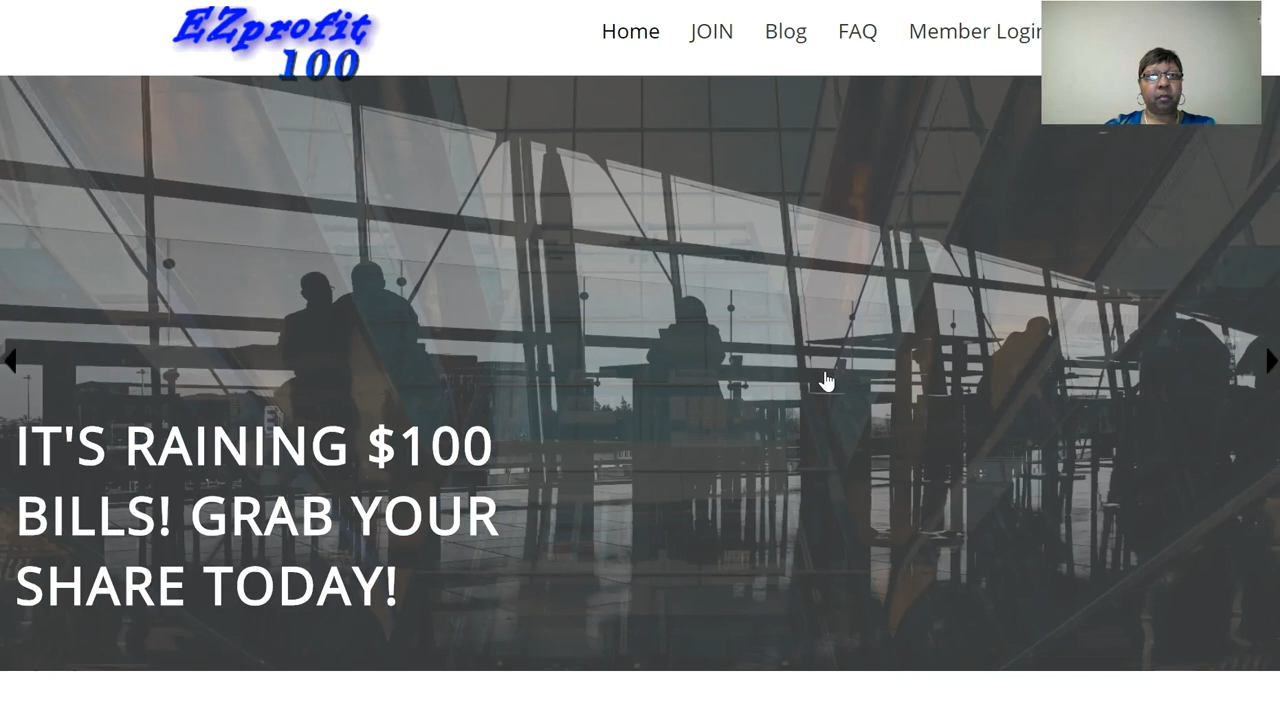 EZprofit
100
Home JOIN Blog FAQ Member Login
IT'S RAINING $100
BILLS! GRAB YOUR
SHARE TODAY!